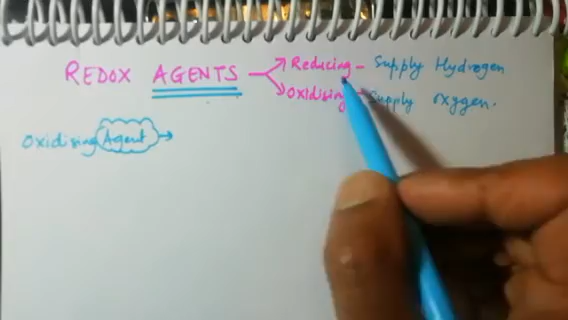 REDOX AGENTS → Reducing - Supply Hydrogen
Oxidising - Supply oxygen.
Oxidising Agent →